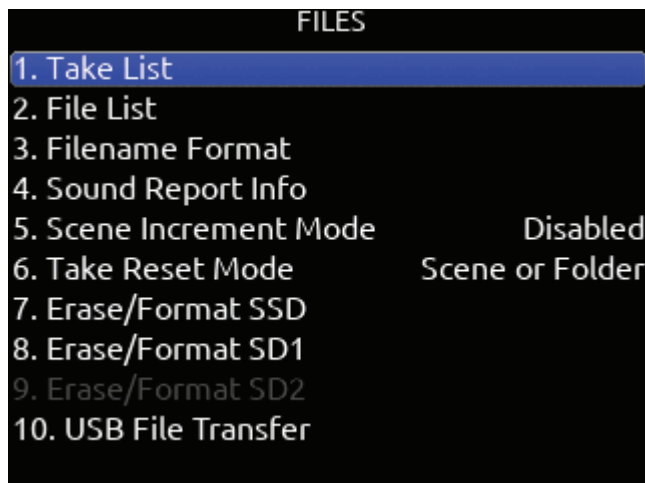 FILES
1. Take List
2. File List
3. Filename Format
4. Sound Report Info
5. Scene Increment Mode Disabled
6. Take Reset Mode Scene or Folder
7. Erase/Format SSD
8. Erase/Format SD1
9. Erase/Format SD2
10. USB File Transfer